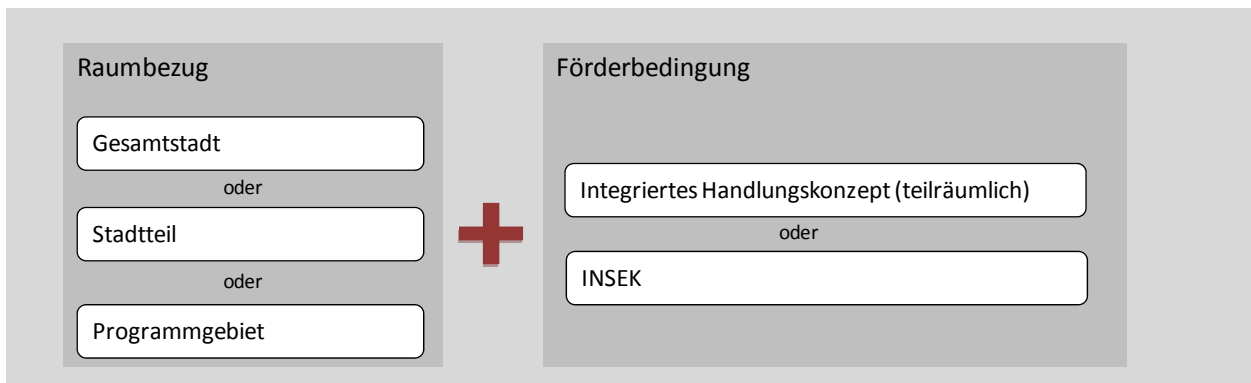 Raumbezug
Gesamtstadt
oder
Stadtteil
oder
Programmgebiet
Förderbedingung
Integriertes Handlungskonzept (teilräumlich)
oder
INSEK